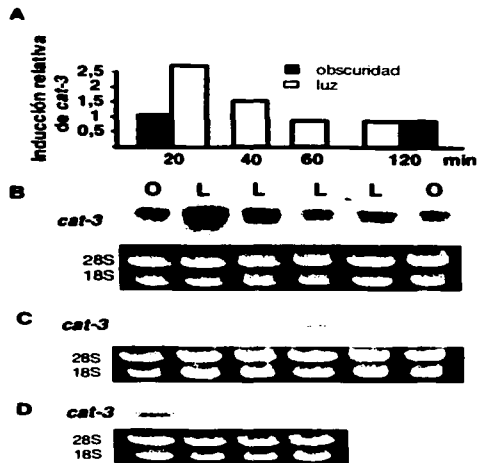 A
Inducción relativa
de cat-3
2,5
2
1,5
1
0,5
obscuridad
luz
20 40 60 120 min
B
O L L L L O
cat-3
28S
18S
C
cat-3
28S
18S
D
cat-3
28S
18S